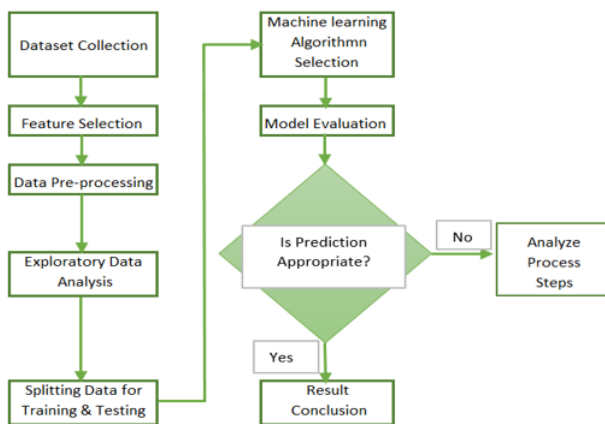 Dataset Collection
Feature Selection
Data Pre-processing
Exploratory Data
Analysis
Splitting Data for
Training & Testing
Machine learning
Algorithmn
Selection
Model Evaluation
Is Prediction
Appropriate?
No
Analyze
Process
Steps
Yes
Result
Conclusion